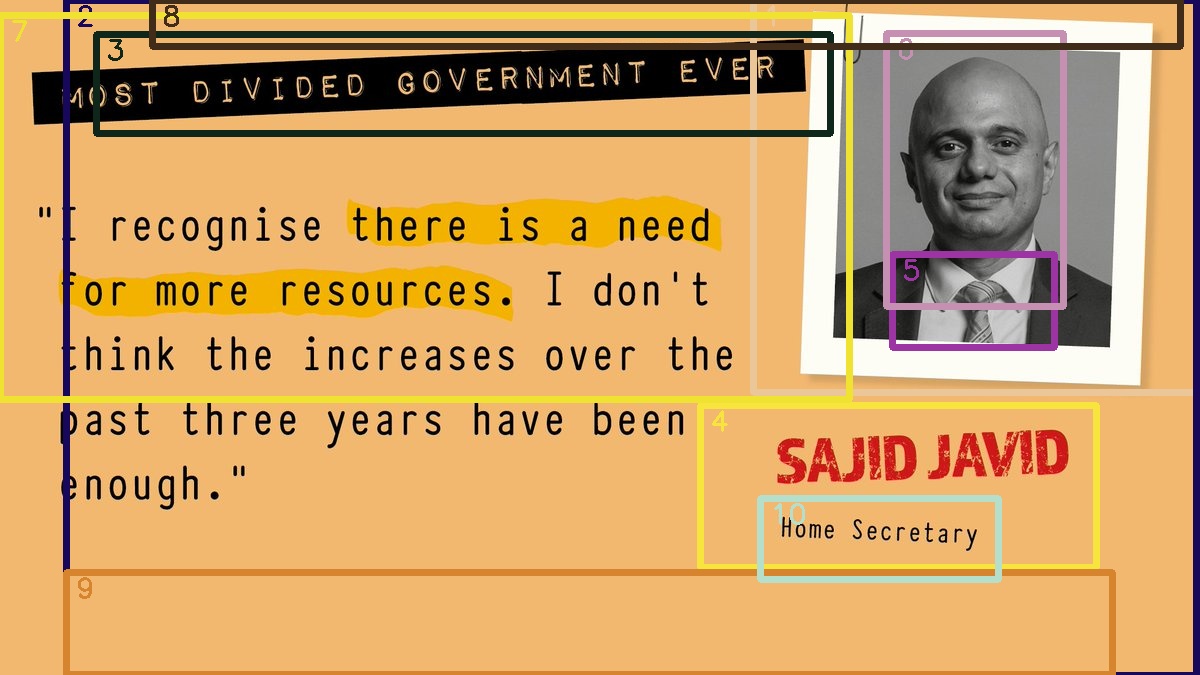 MOST DIVIDED GOVERNMENT EVER
"I recognise there is a need
for more resources. I don't
think the increases over the
past three years have been
enough."
SAJID JAVID
Home Secretary